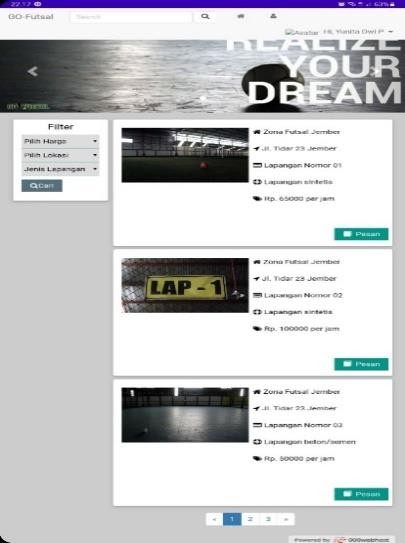 22.17
63%
GO-Futsal
Search
Avatar Hi, Yunita Dwi P
REALIZE
YOUR
DREAM
Filter
Pilih Harga
Pilih Lokasi
Jenis Lapangan
Cari
Zona Futsal Jember
Jl. Tidar 23 Jember
Lapangan Nomor 01
Lapangan sintetis
Rp. 65000 per jam
Pesan
LAP - 1
Zona Futsal Jember
Jl. Tidar 23 Jember
Lapangan Nomor 02
Lapangan sintetis
Rp. 100000 per jam
Pesan
Zona Futsal Jember
Jl. Tidar 23 Jember
Lapangan Nomor 03
Lapangan beton/semen
Rp. 50000 per jam
Pesan
« 1 2 3 »
Powered by 000webhost